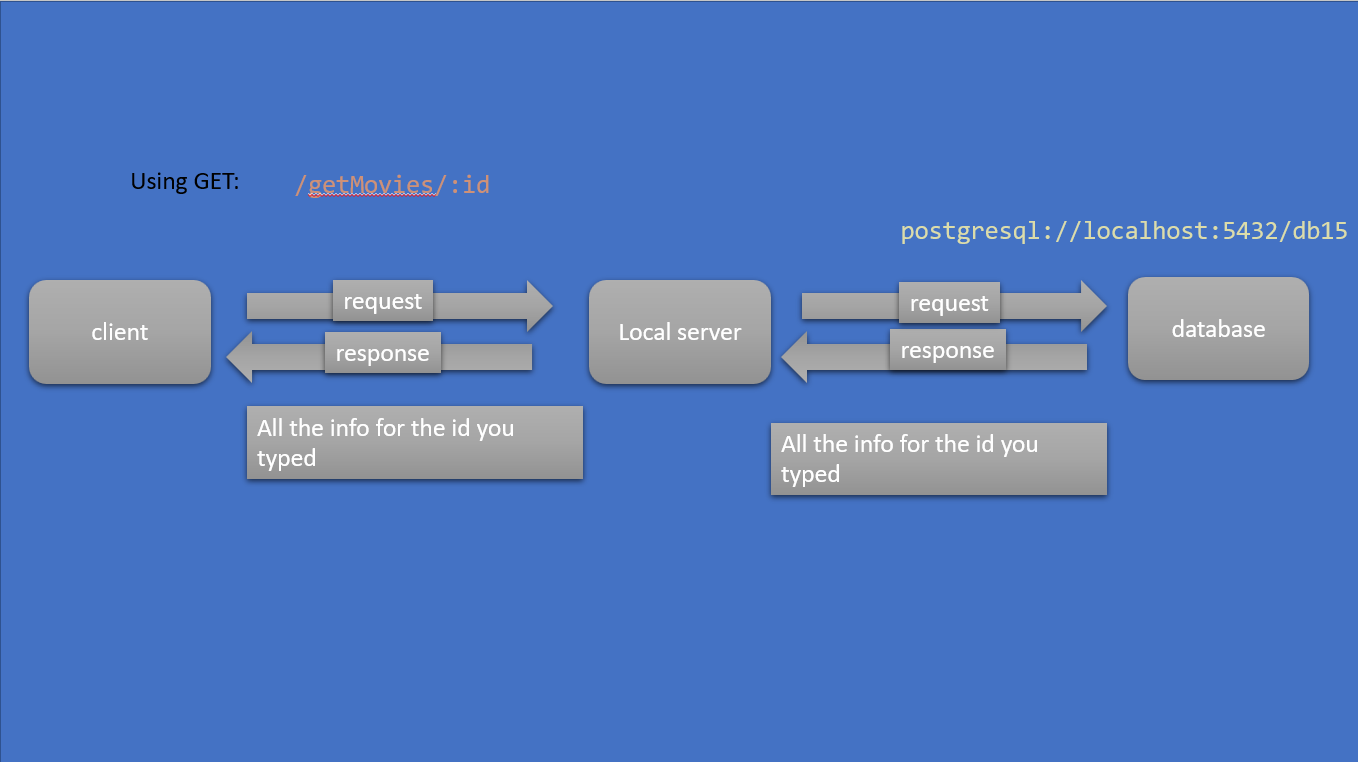 Using GET:
/getMovies/:id
postgresql://localhost:5432/db15
client
request
response
Local server
request
response
database
All the info for the id you
typed
All the info for the id you
typed